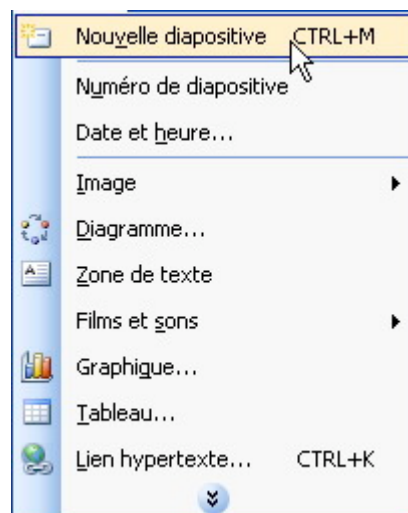 Nouvelle diapositive CTRL+M
Numéro de diapositive
Date et heure...
Image
Diagramme...
Zone de texte
Films et sons
Graphique...
Tableau...
Lien hypertexte... CTRL+K